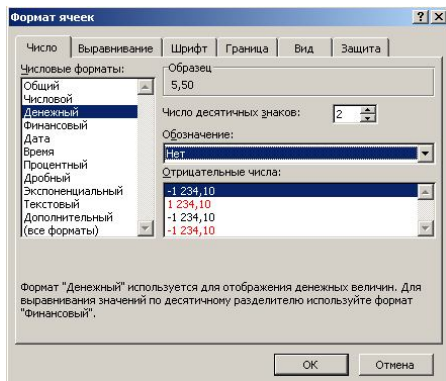 Формат ячеек
Число Выравнивание Шрифт Граница Вид Защита
Числовые форматы:
Общий
Числовой
Денежный
Финансовый
Дата
Время
Процентный
Дробный
Экспоненциальный
Текстовый
Дополнительный
(все форматы)
Образец
5,50
Число десятичных знаков: 2
Обозначение:
Нет
Отрицательные числа:
-1 234,10
1 234,10
-1 234,10
-1 234,10
Формат "Денежный" используется для отображения денежных величин. Для
выравнивания значений по десятичному разделителю используйте формат
"Финансовый".
ОК Отмена